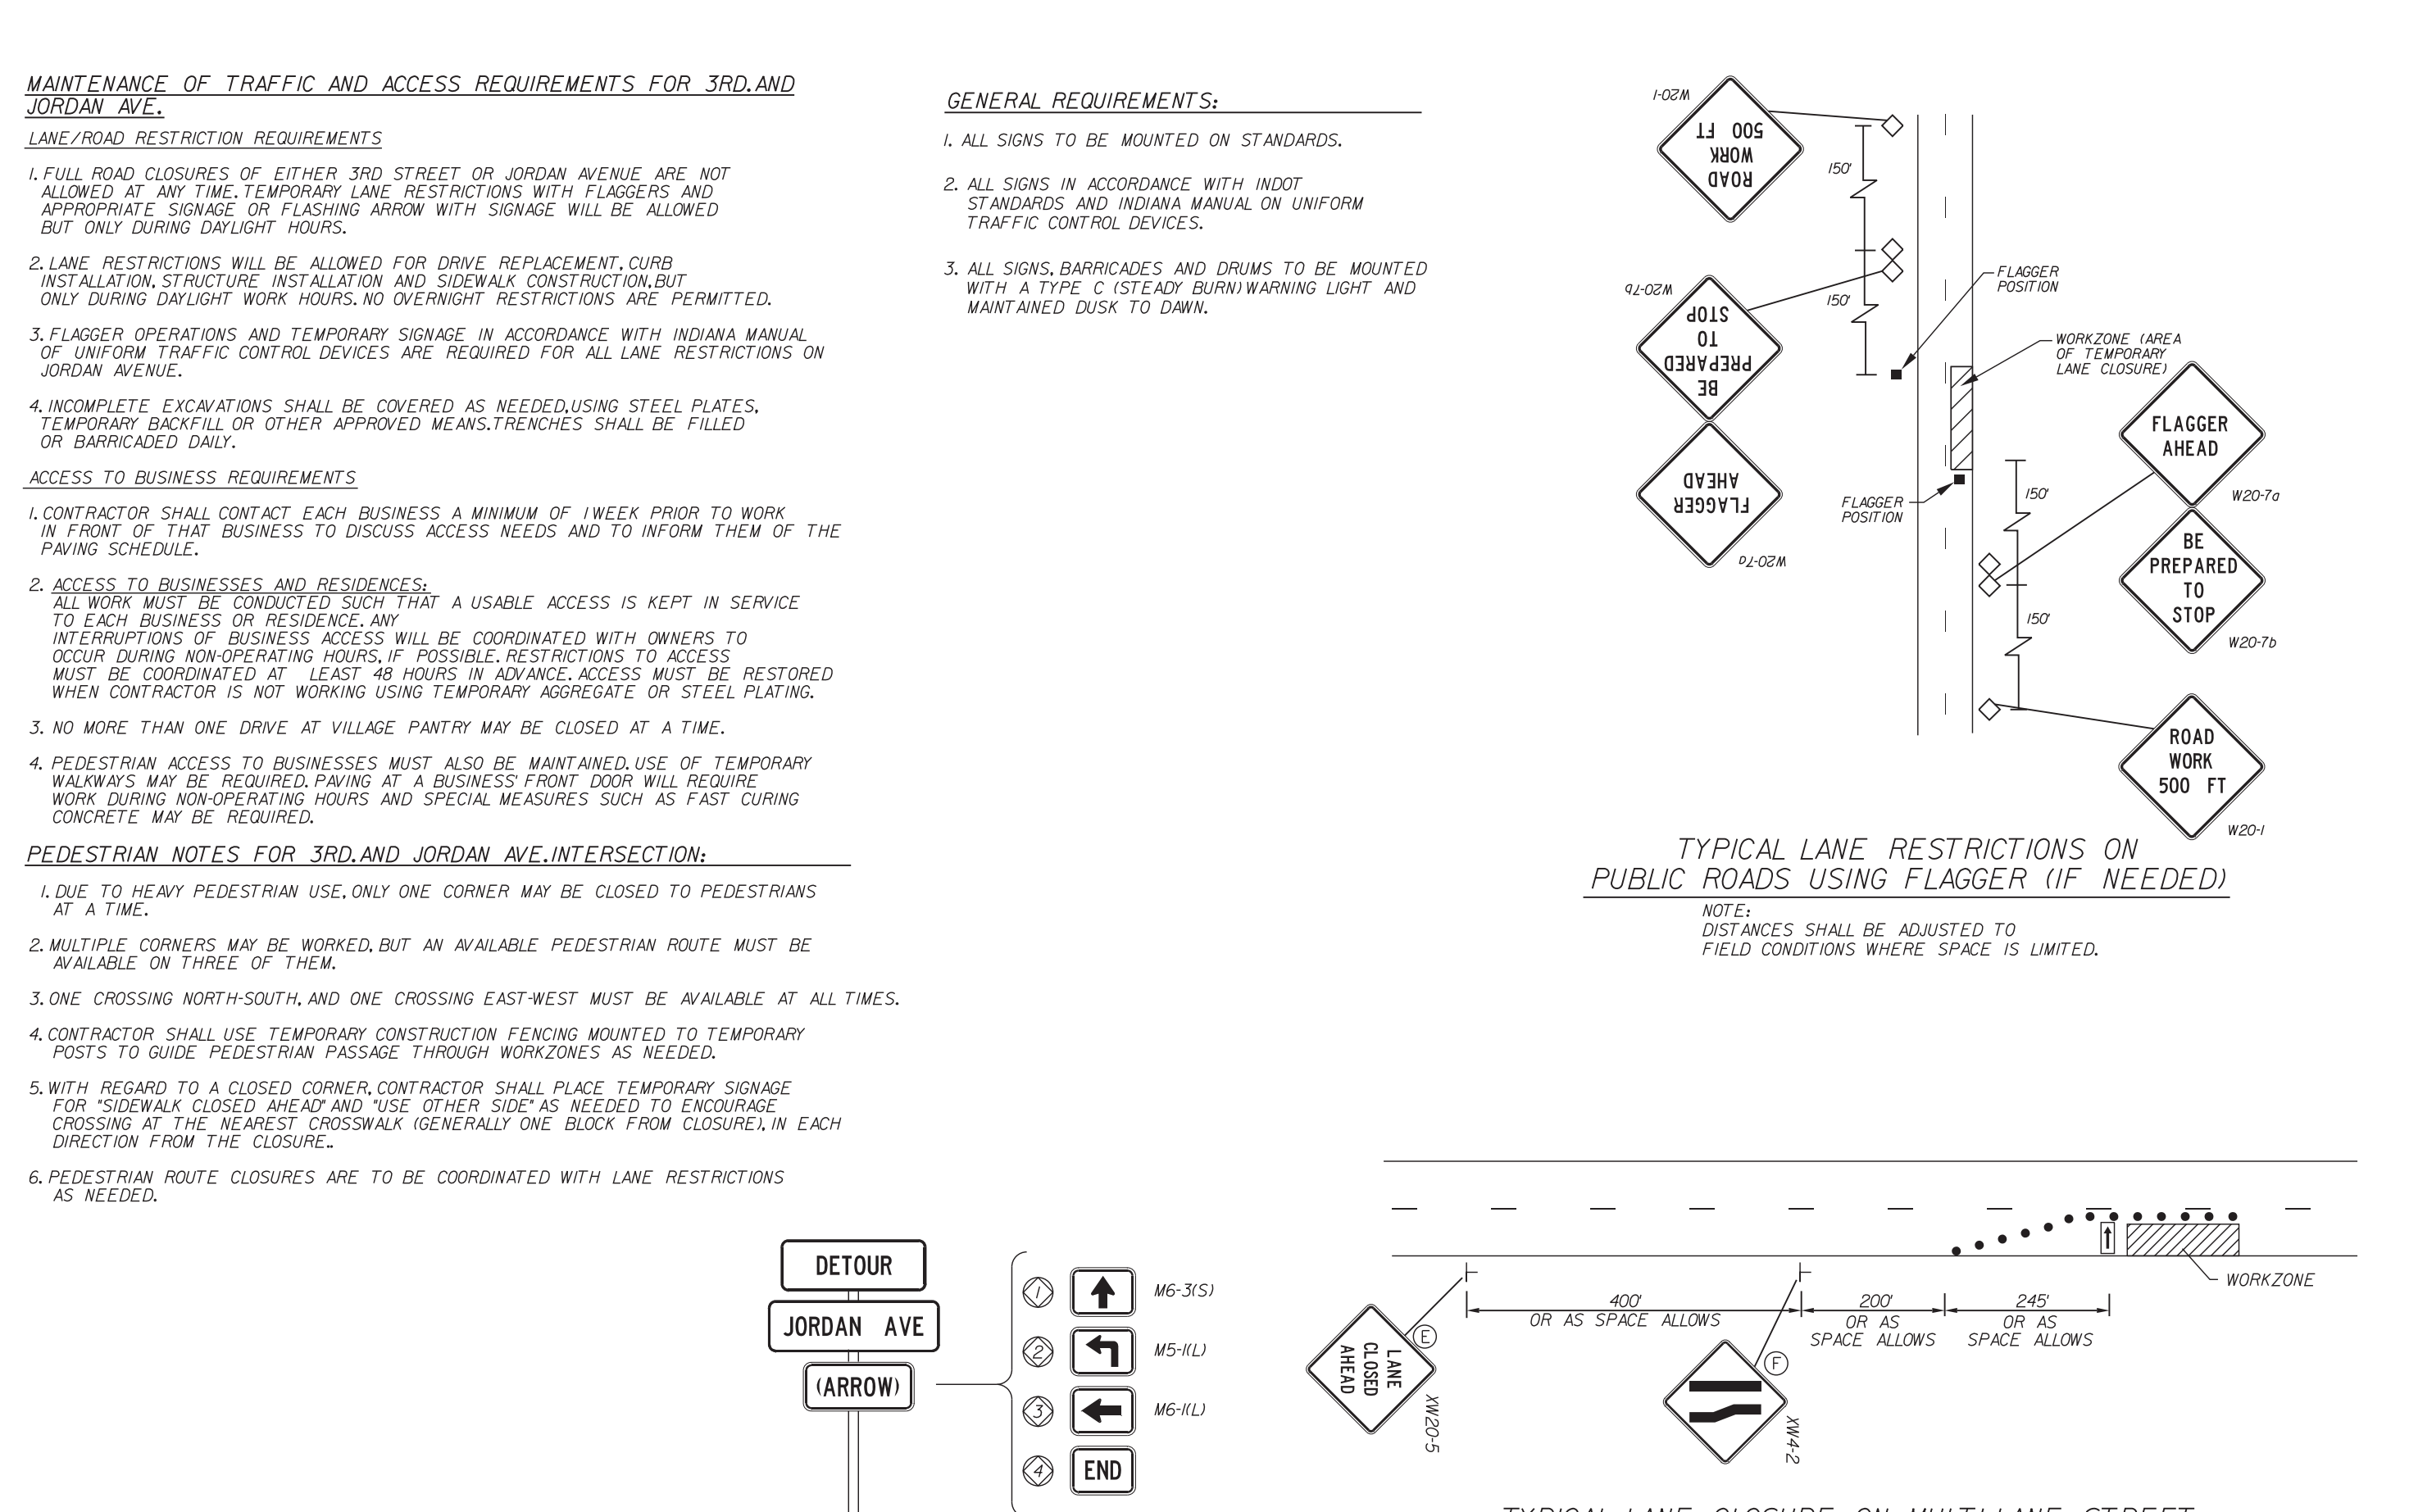 MAINTENANCE OF TRAFFIC AND ACCESS REQUIREMENTS FOR 3RD. AND
JORDAN AVE.
LANE/ROAD RESTRICTION REQUIREMENTS
1. FULL ROAD CLOSURES OF EITHER 3RD STREET OR JORDAN AVENUE ARE NOT
ALLOWED AT ANY TIME. TEMPORARY LANE RESTRICTIONS WITH FLAGGERS AND
APPROPRIATE SIGNAGE OR FLASHING ARROW WITH SIGNAGE WILL BE ALLOWED
BUT ONLY DURING DAYLIGHT HOURS.
2. LANE RESTRICTIONS WILL BE ALLOWED FOR DRIVE REPLACEMENT, CURB
INSTALLATION, STRUCTURE INSTALLATION AND SIDEWALK CONSTRUCTION, BUT
ONLY DURING DAYLIGHT WORK HOURS. NO OVERNIGHT RESTRICTIONS ARE PERMITTED.
3. FLAGGER OPERATIONS AND TEMPORARY SIGNAGE IN ACCORDANCE WITH INDIANA MANUAL
OF UNIFORM TRAFFIC CONTROL DEVICES ARE REQUIRED FOR ALL LANE RESTRICTIONS ON
JORDAN AVENUE.
4. INCOMPLETE EXCAVATIONS SHALL BE COVERED AS NEEDED, USING STEEL PLATES,
TEMPORARY BACKFILL OR OTHER APPROVED MEANS. TRENCHES SHALL BE FILLED
OR BARRICADED DAILY.
ACCESS TO BUSINESS REQUIREMENTS
1. CONTRACTOR SHALL CONTACT EACH BUSINESS A MINIMUM OF 1 WEEK PRIOR TO WORK
IN FRONT OF THAT BUSINESS TO DISCUSS ACCESS NEEDS AND TO INFORM THEM OF THE
PAVING SCHEDULE.
2. ACCESS TO BUSINESSES AND RESIDENCES:
ALL WORK MUST BE CONDUCTED SUCH THAT A USABLE ACCESS IS KEPT IN SERVICE
TO EACH BUSINESS OR RESIDENCE. ANY
INTERRUPTIONS OF BUSINESS ACCESS WILL BE COORDINATED WITH OWNERS TO
OCCUR DURING NON-OPERATING HOURS, IF POSSIBLE. RESTRICTIONS TO ACCESS
MUST BE COORDINATED AT LEAST 48 HOURS IN ADVANCE. ACCESS MUST BE RESTORED
WHEN CONTRACTOR IS NOT WORKING USING TEMPORARY AGGREGATE OR STEEL PLATING.
3. NO MORE THAN ONE DRIVE AT VILLAGE PANTRY MAY BE CLOSED AT A TIME.
4. PEDESTRIAN ACCESS TO BUSINESSES MUST ALSO BE MAINTAINED. USE OF TEMPORARY
WALKWAYS MAY BE REQUIRED. PAVING AT A BUSINESS' FRONT DOOR WILL REQUIRE
WORK DURING NON-OPERATING HOURS AND SPECIAL MEASURES SUCH AS FAST CURING
CONCRETE MAY BE REQUIRED.
PEDESTRIAN NOTES FOR 3RD. AND JORDAN AVE. INTERSECTION:
1. DUE TO HEAVY PEDESTRIAN USE, ONLY ONE CORNER MAY BE CLOSED TO PEDESTRIANS
AT A TIME.
2. MULTIPLE CORNERS MAY BE WORKED, BUT AN AVAILABLE PEDESTRIAN ROUTE MUST BE
AVAILABLE ON THREE OF THEM.
3. ONE CROSSING NORTH-SOUTH, AND ONE CROSSING EAST-WEST MUST BE AVAILABLE AT ALL TIMES.
4. CONTRACTOR SHALL USE TEMPORARY CONSTRUCTION FENCING MOUNTED TO TEMPORARY
POSTS TO GUIDE PEDESTRIAN PASSAGE THROUGH WORKZONES AS NEEDED.
5. WITH REGARD TO A CLOSED CORNER, CONTRACTOR SHALL PLACE TEMPORARY SIGNAGE
FOR "SIDEWALK CLOSED AHEAD" AND "USE OTHER SIDE" AS NEEDED TO ENCOURAGE
CROSSING AT THE NEAREST CROSSWALK (GENERALLY ONE BLOCK FROM CLOSURE), IN EACH
DIRECTION FROM THE CLOSURE..
6. PEDESTRIAN ROUTE CLOSURES ARE TO BE COORDINATED WITH LANE RESTRICTIONS
AS NEEDED.
GENERAL REQUIREMENTS:
1. ALL SIGNS TO BE MOUNTED ON STANDARDS.
2. ALL SIGNS IN ACCORDANCE WITH INDOT
STANDARDS AND INDIANA MANUAL ON UNIFORM
TRAFFIC CONTROL DEVICES.
3. ALL SIGNS, BARRICADES AND DRUMS TO BE MOUNTED
WITH A TYPE C (STEADY BURN) WARNING LIGHT AND
MAINTAINED DUSK TO DAWN.
W20-1
ROAD
WORK
500 FT
150'
W20-7b
BE
PREPARED
TO
STOP
150'
FLAGGER
AHEAD
W20-7a
FLAGGER
POSITION
WORKZONE (AREA
OF TEMPORARY
LANE CLOSURE)
FLAGGER
AHEAD
W20-7a
FLAGGER
POSITION
150'
BE
PREPARED
TO
STOP
W20-7b
150'
ROAD
WORK
500 FT
W20-1
TYPICAL LANE RESTRICTIONS ON
PUBLIC ROADS USING FLAGGER (IF NEEDED)
NOTE:
DISTANCES SHALL BE ADJUSTED TO
FIELD CONDITIONS WHERE SPACE IS LIMITED.
DETOUR
JORDAN AVE
(ARROW)
1 M6-3(S)
2 M5-1(L)
3 M6-1(L)
4 END
WORKZONE
400'
OR AS SPACE ALLOWS
200'
OR AS
SPACE ALLOWS
245'
OR AS
SPACE ALLOWS
E
LANE
CLOSED
AHEAD
XW20-5
F
XW4-2
TYPICAL LANE CLOSURE ON MULTI-LANE STREET